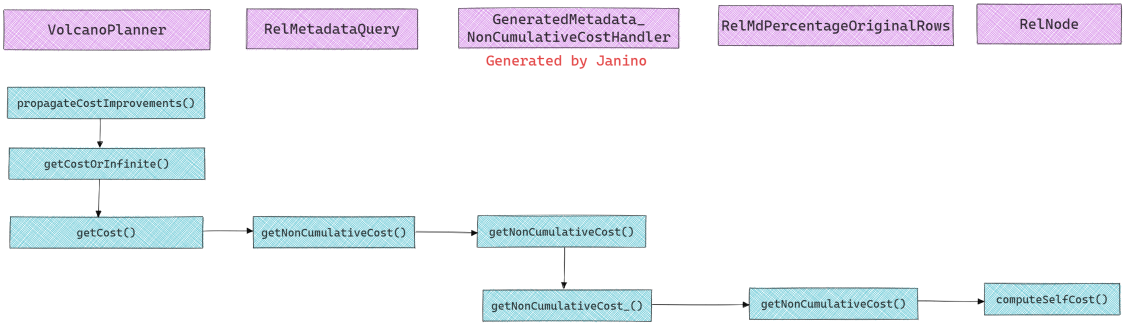 VolcanoPlanner
RelMetadataQuery
GeneratedMetadata_
NonCumulativeCostHandler
RelMdPercentageOriginalRows
RelNode
Generated by Janino
propagateCostImprovements()
getCostOrInfinite()
getCost()
getNonCumulativeCost()
getNonCumulativeCost()
getNonCumulativeCost_()
getNonCumulativeCost()
computeSelfCost()